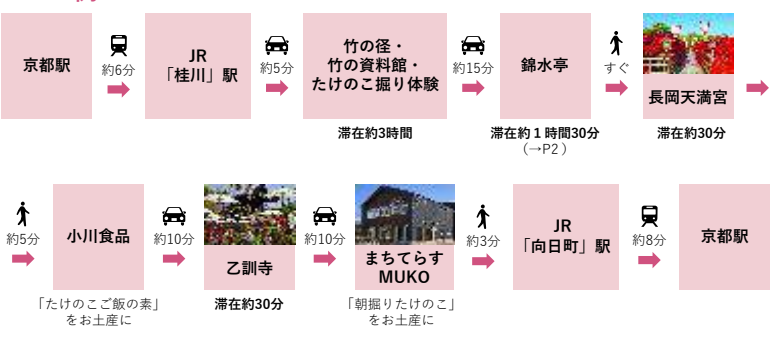 京都駅
約6分
JR
「桂川」駅
約5分
竹の径・
竹の資料館・
たけのこ掘り体験
滞在約3時間
約15分
錦水亭
滞在約1時間30分
（→P2）
すぐ
長岡天満宮
滞在約30分
約5分
小川食品
「たけのこご飯の素」
をお土産に
約10分
乙訓寺
滞在約30分
約10分
まちてらす
MUKO
「朝掘りたけのこ」
をお土産に
約3分
JR
「向日町」駅
約8分
京都駅